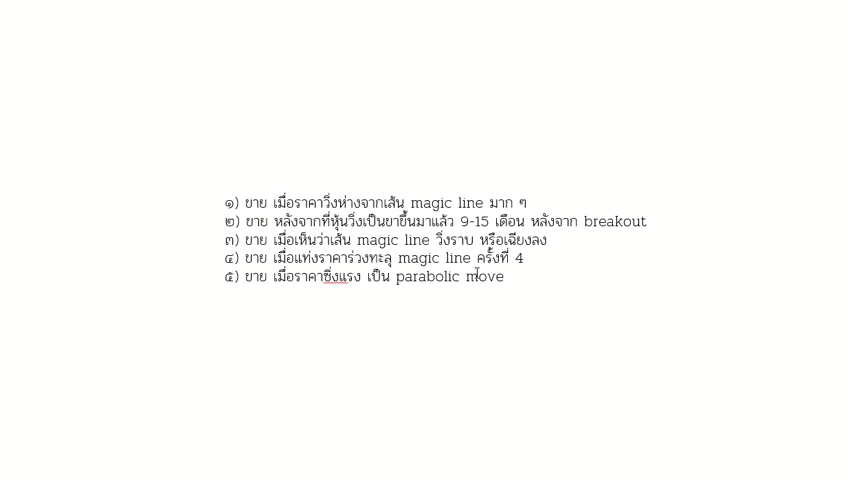 ๑) ขาย เมื่อราคาวิ่งห่างจากเส้น magic line มาก ๆ
๒) ขาย หลังจากที่หุ้นวิ่งเป็นขาขึ้นมาแล้ว 9-15 เดือน หลังจาก breakout
๓) ขาย เมื่อเห็นว่าเส้น magic line วิ่งราบ หรือเฉียงลง
๔) ขาย เมื่อแท่งราคาร่วงทะลุ magic line ครั้งที่ 4
๕) ขาย เมื่อราคาซิ่งแรง เป็น parabolic move